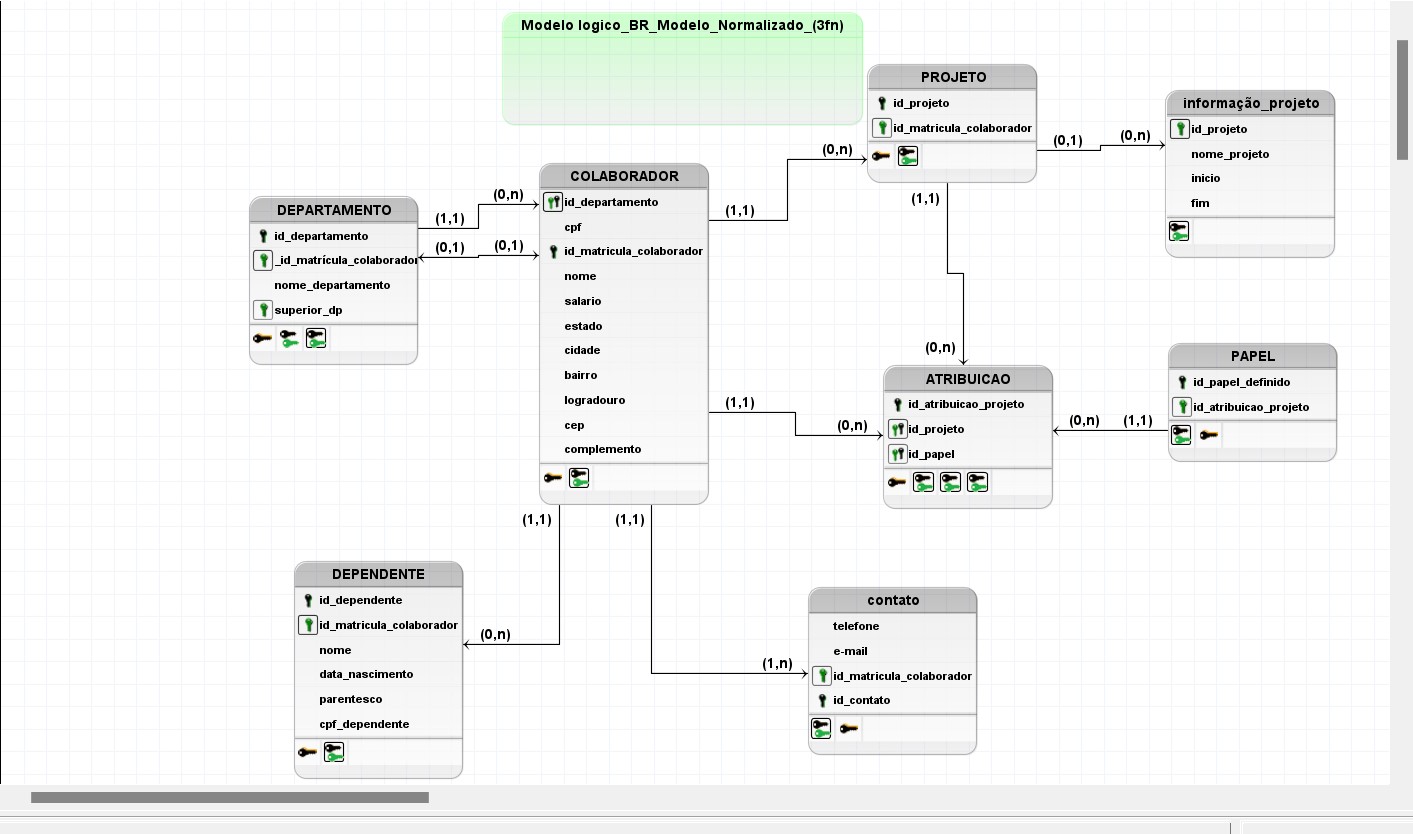 Modelo logico_BR_Modelo_Normalizado_(3fn)
PROJETO
id_projeto
id_matricula_colaborador
(0,1)
(0,n)
informação_projeto
id_projeto
nome_projeto
inicio
fim
DEPARTAMENTO
id_departamento
_id_matrícula_colaborador
nome_departamento
superior_dp
(1,1)
(0,n)
(0,1)
(0,1)
COLABORADOR
id_departamento
cpf
id_matricula_colaborador
nome
salario
estado
cidade
bairro
logradouro
cep
complemento
(1,1)
(0,n)
(1,1)
(0,n)
(1,1)
(0,n)
ATRIBUICAO
id_atribuicao_projeto
id_projeto
id_papel
(0,n)
(1,1)
PAPEL
id_papel_definido
id_atribuicao_projeto
(1,1)
(1,1)
DEPENDENTE
id_dependente
id_matricula_colaborador
nome
data_nascimento
parentesco
cpf_dependente
(0,n)
(1,n)
contato
telefone
e-mail
id_matricula_colaborador
id_contato